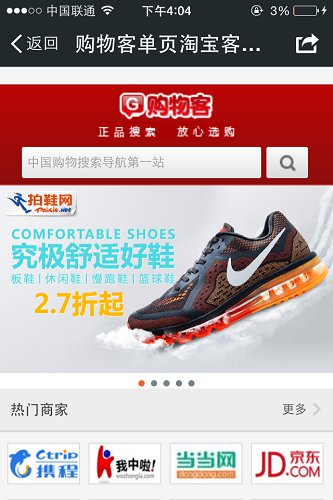 中国联通 下午4:04 3%
返回 购物客单页淘宝客...
G 购物客
正品搜索 放心选购
中国购物搜索导航第一站
拍鞋网
Paixie.net
COMFORTABLE SHOES
究极舒适好鞋
板鞋 | 休闲鞋 | 慢跑鞋 | 篮球鞋
2.7折起
热门商家 更多
Ctrip 携程
我中啦!
wozhongla.com
当当网
dangdang.com
JD.京东
JD.COM